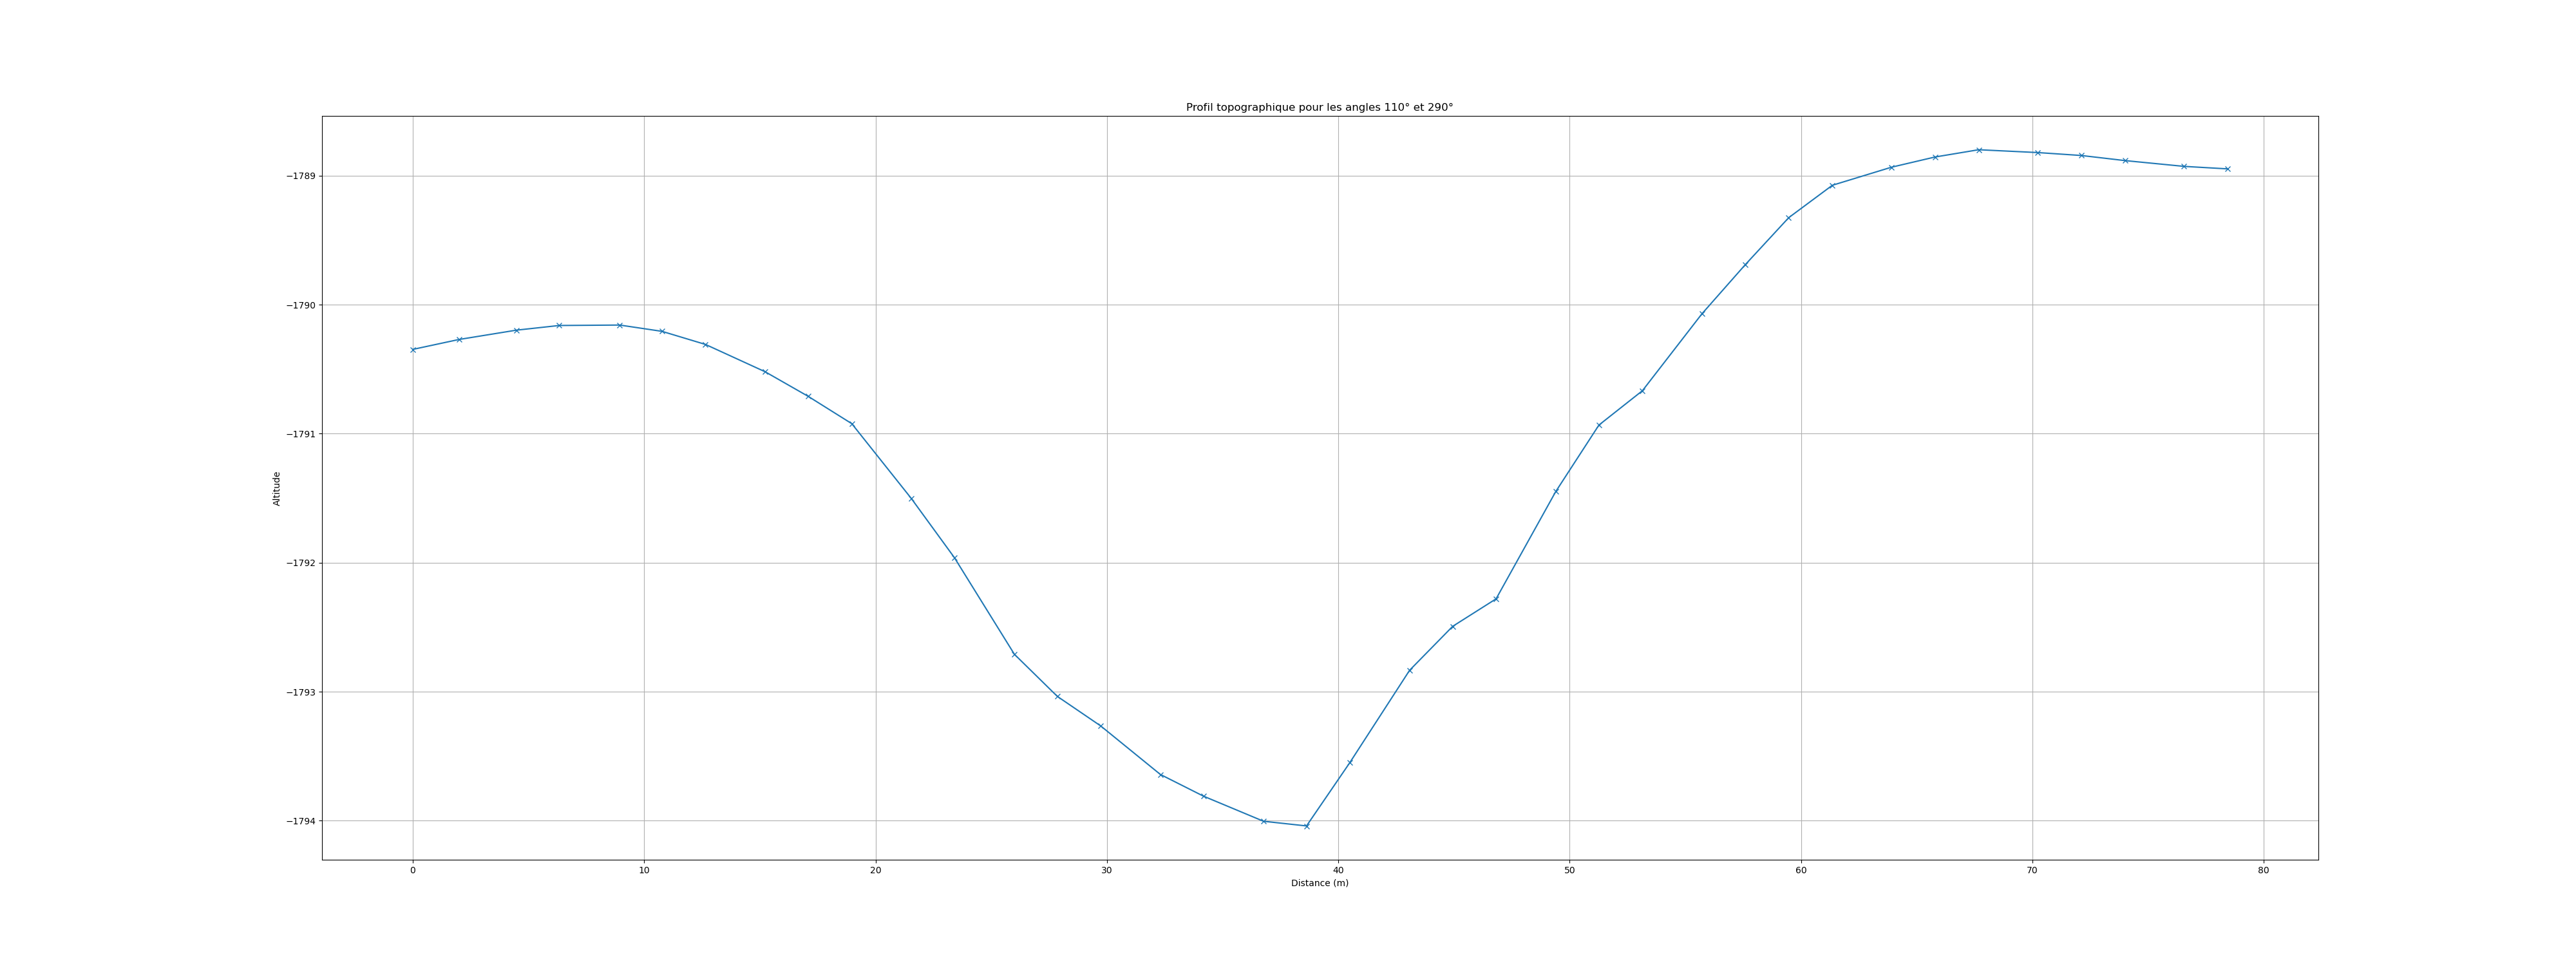 Profil topographique pour les angles 110° et 290°
−1789
−1790
−1791
−1792
−1793
−1794
Altitude
0 10 20 30 40 50 60 70 80
Distance (m)